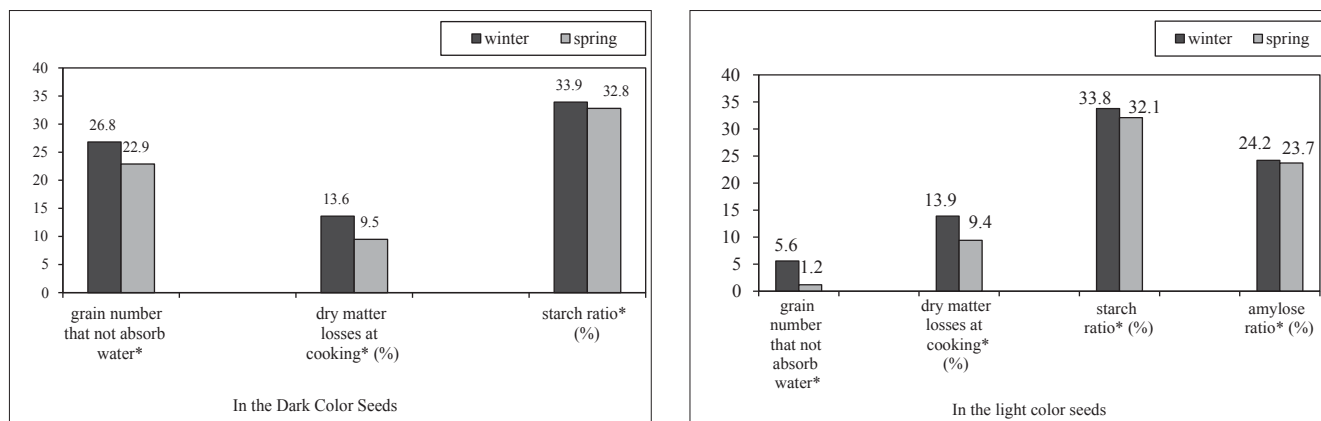 winter spring
40
35
30
25
20
15
10
5
0
26.8
22.9
13.6
9.5
33.9
32.8
grain number
that not absorb
water*
dry matter
losses at
cooking* (%)
starch ratio*
(%)
In the Dark Color Seeds
winter spring
40
35
30
25
20
15
10
5
0
5.6
1.2
13.9
9.4
33.8
32.1
24.2
23.7
grain
number
that not
absorb
water*
dry matter
losses at
cooking*
(%)
starch
ratio* (%)
amylose
ratio* (%)
In the light color seeds